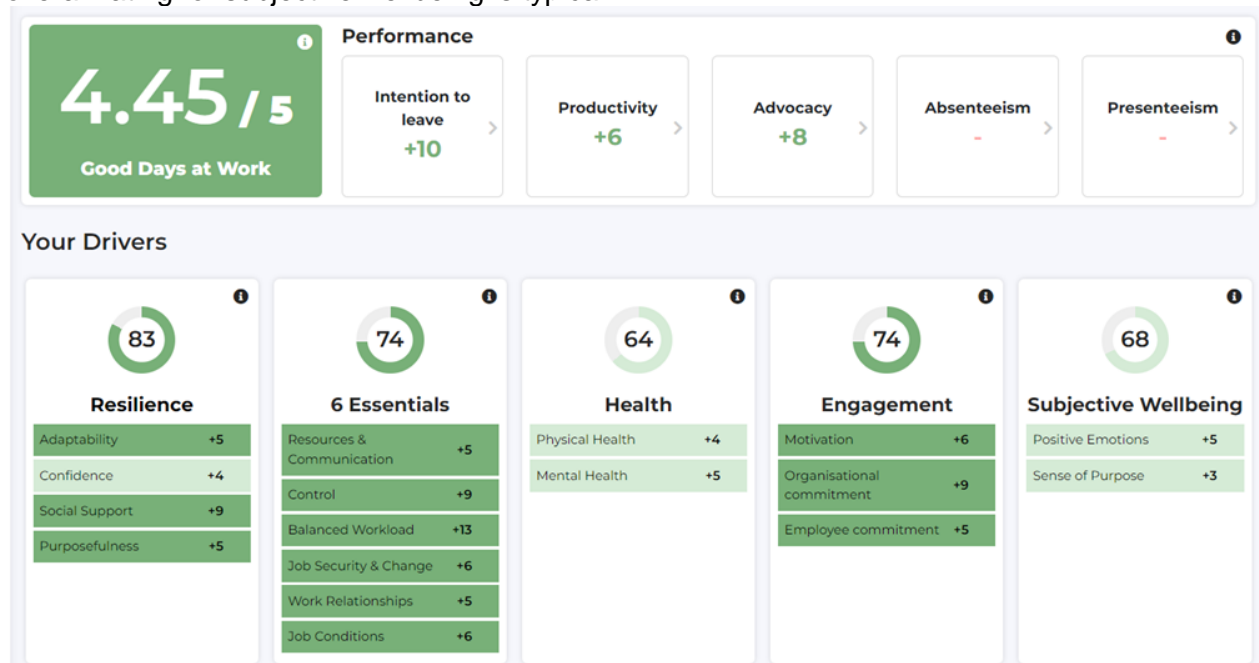 Performance
4.45 / 5
Good Days at Work
Intention to
leave
+10
Productivity
+6
Advocacy
+8
Absenteeism
-
Presenteeism
-
Your Drivers
83
Resilience
Adaptability +5
Confidence +4
Social Support +9
Purposefulness +5
74
6 Essentials
Resources &
Communication +5
Control +9
Balanced Workload +13
Job Security & Change +6
Work Relationships +5
Job Conditions +6
64
Health
Physical Health +4
Mental Health +5
74
Engagement
Motivation +6
Organisational
commitment +9
Employee commitment +5
68
Subjective Wellbeing
Positive Emotions +5
Sense of Purpose +3